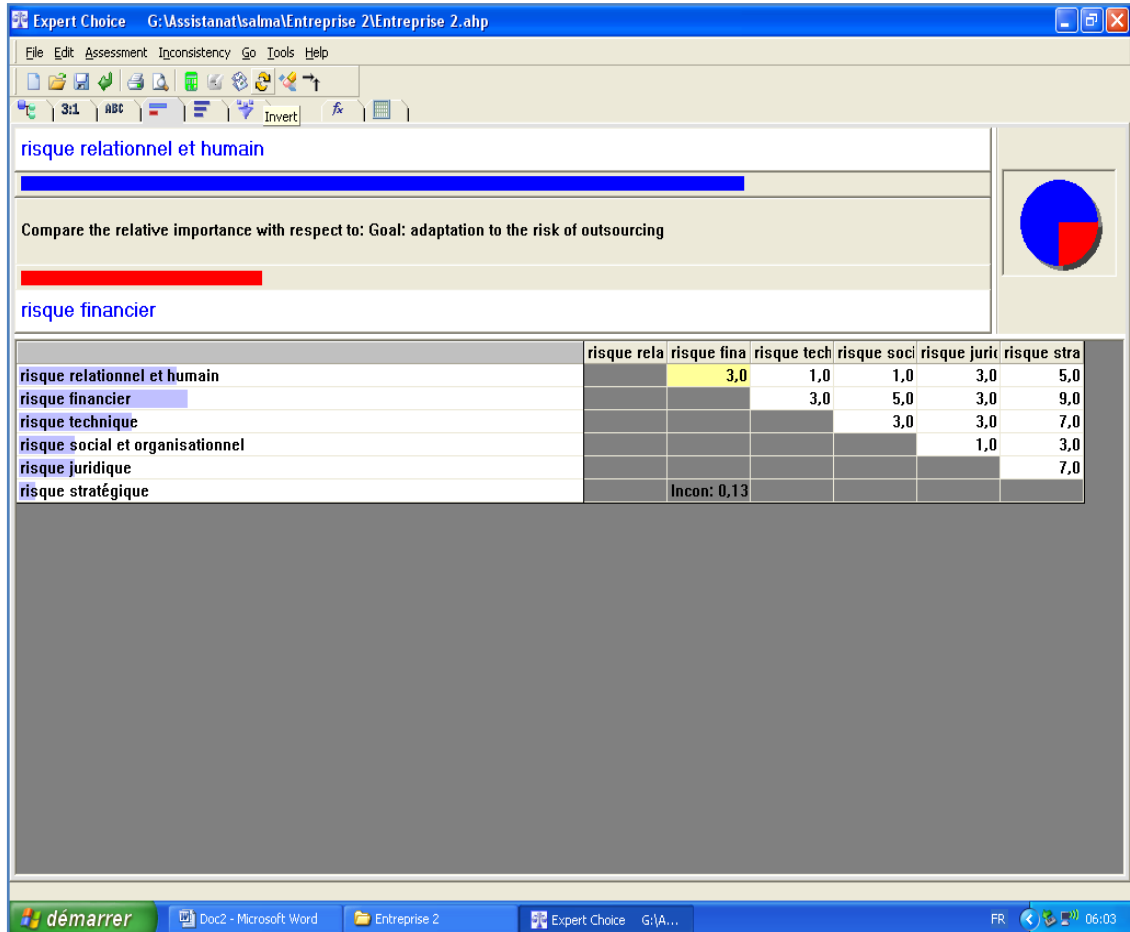 Expert Choice G:\Assistanat\salma\Entreprise 2\Entreprise 2.ahp
File Edit Assessment Inconsistency Go Tools Help
3:1 ABC Invert fx
risque relationnel et humain
Compare the relative importance with respect to: Goal: adaptation to the risk of outsourcing
risque financier
risque rela risque fina risque tech risque soci risque juri risque stra
risque relationnel et humain 3,0 1,0 1,0 3,0 5,0
risque financier 3,0 5,0 3,0 9,0
risque technique 3,0 3,0 7,0
risque social et organisationnel 1,0 3,0
risque juridique 7,0
risque stratégique Incon: 0,13
démarrer Doc2 - Microsoft Word Entreprise 2 Expert Choice G:\A... FR 06:03